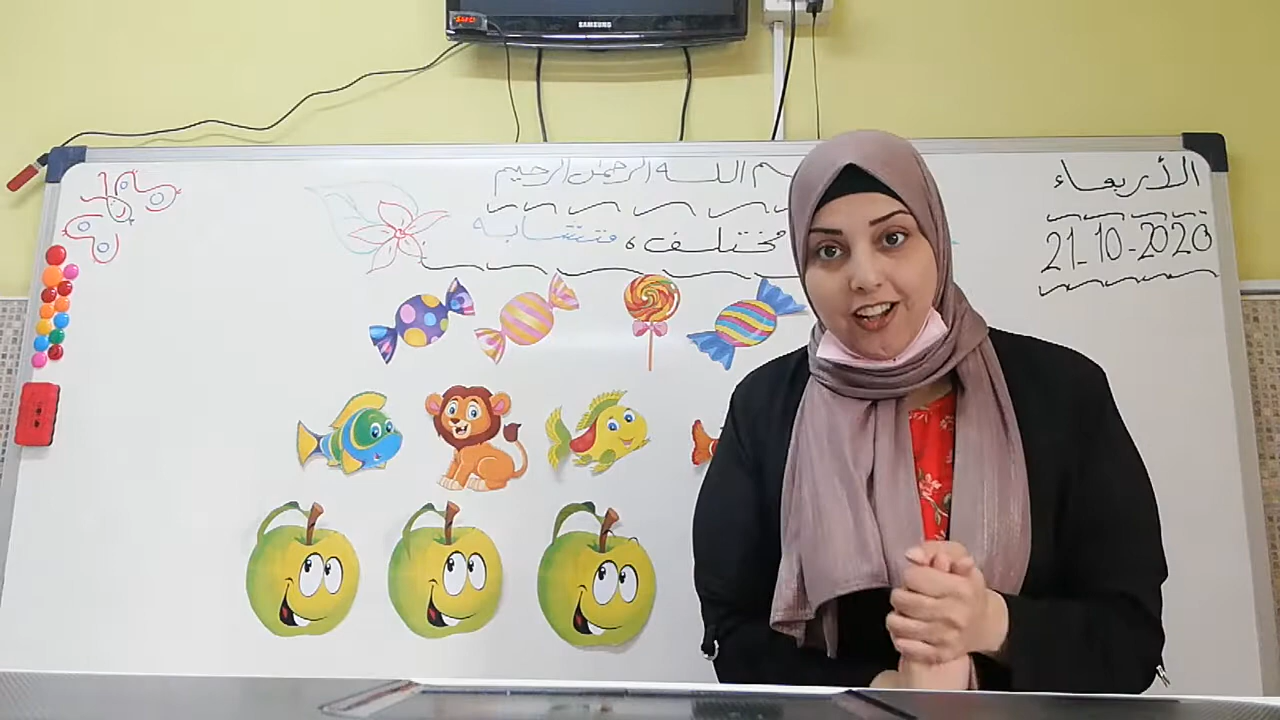 SAMSUNG
بسم الله الرحمن الرحيم
مختلف، متشابه
الأربعاء
21-10-2020